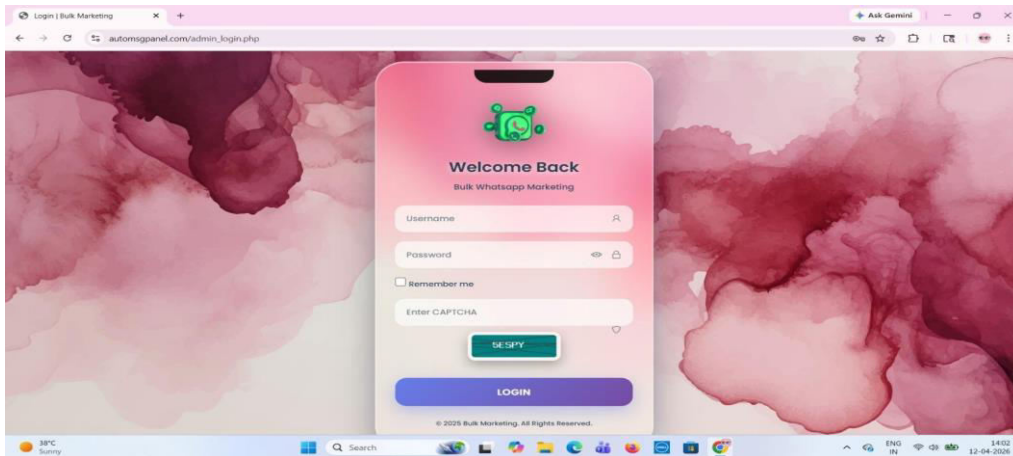 Login | Bulk Marketing
Ask Gemini
automsgpanel.com/admin_login.php
Welcome Back
Bulk Whatsapp Marketing
Username
Password
Remember me
Enter CAPTCHA
5ESPY
LOGIN
© 2025 Bulk Marketing. All Rights Reserved.
38°C
Sunny
Search
ENG
IN
14:02
12-04-2026